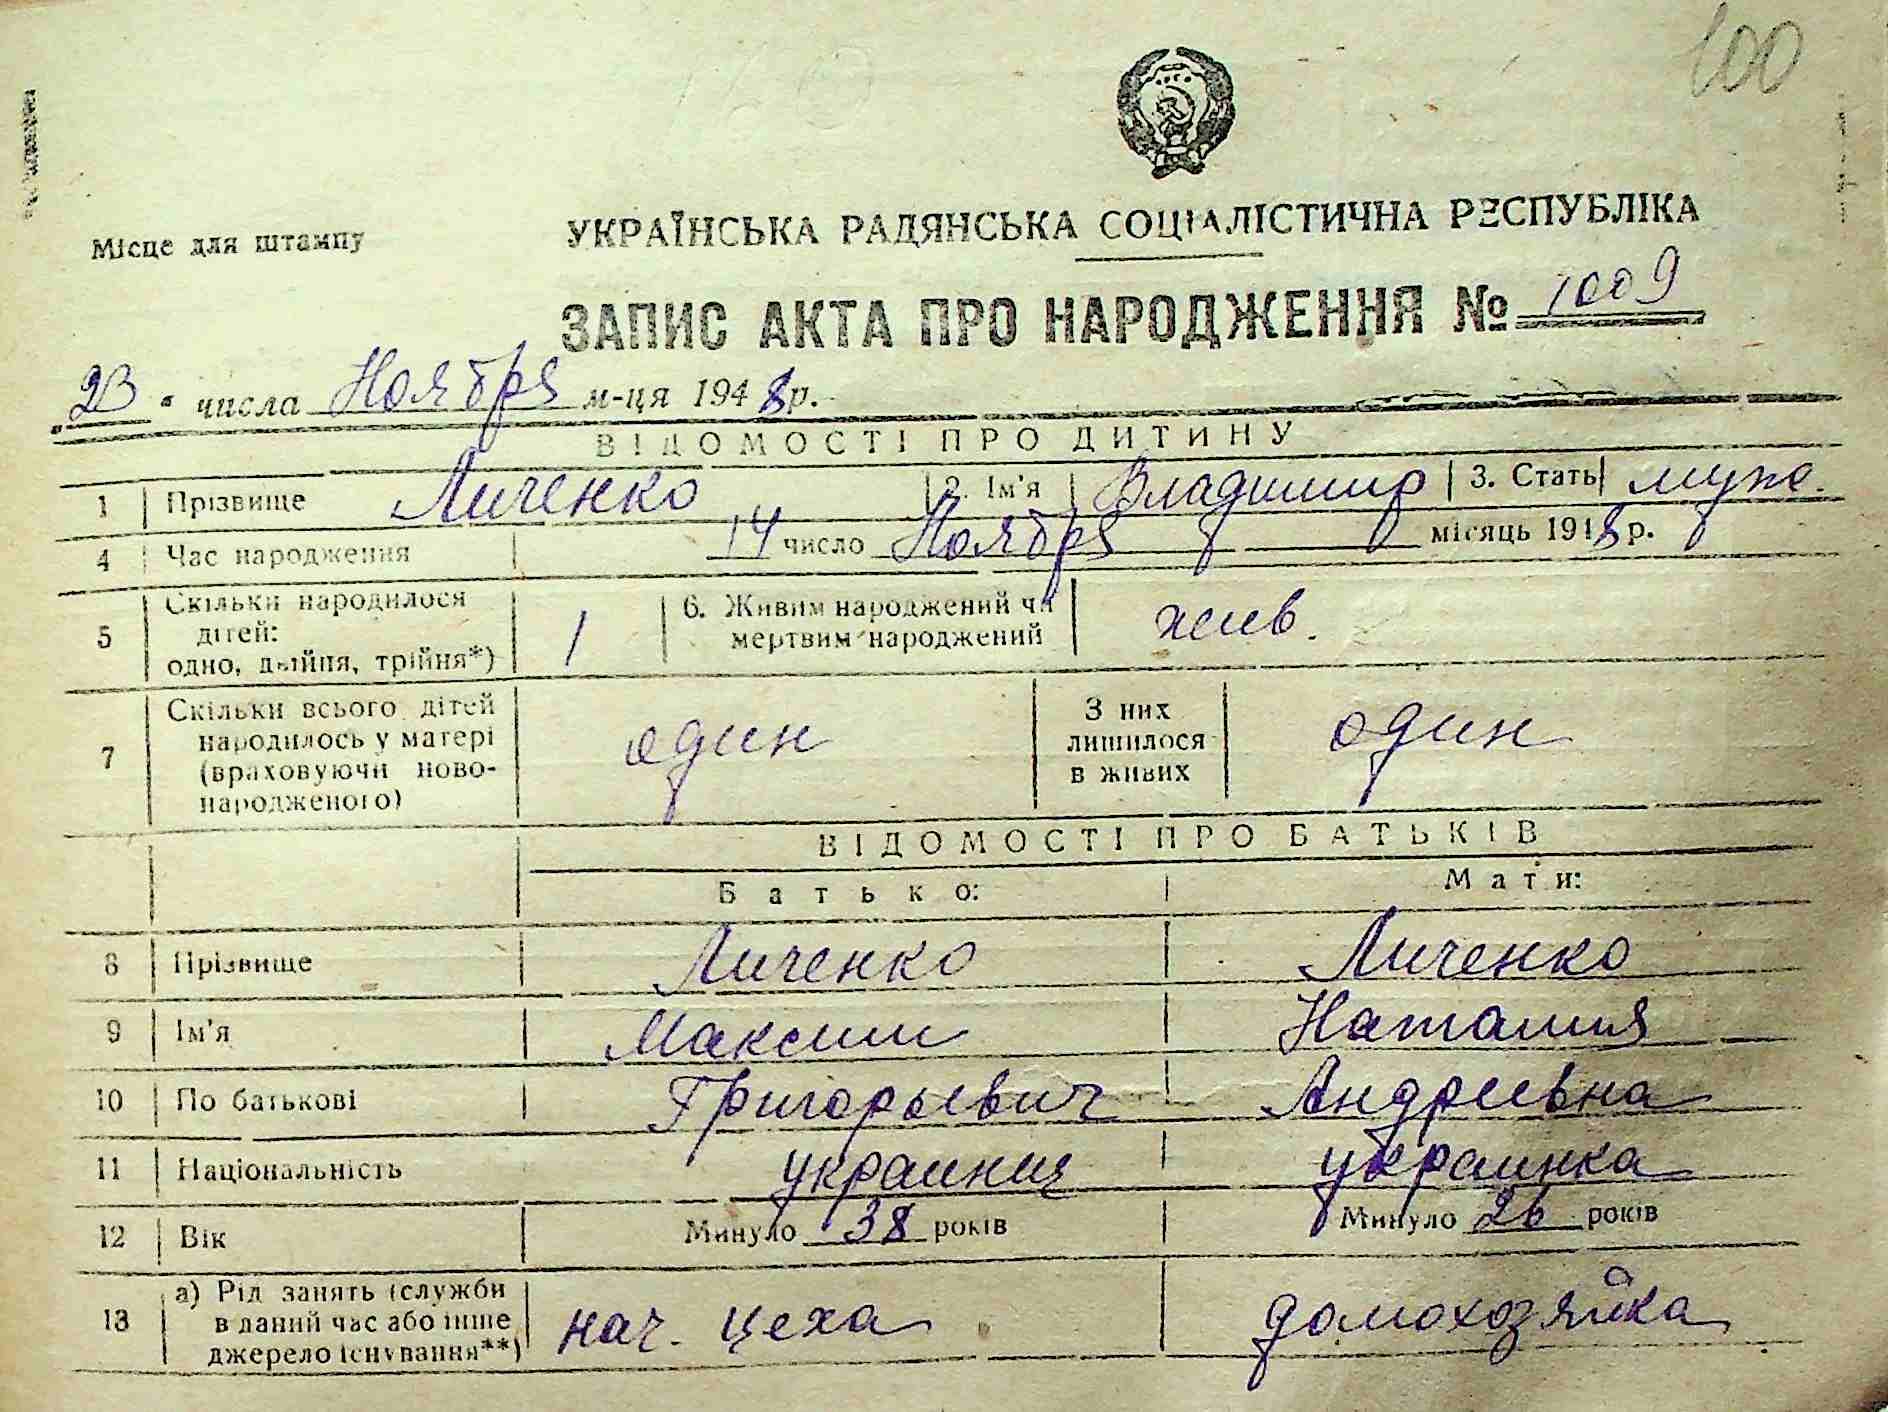 100
Місце для штампу
УКРАЇНСЬКА РАДЯНСЬКА СОЦІАЛІСТИЧНА РЕСПУБЛІКА
ЗАПИС АКТА ПРО НАРОДЖЕННЯ № 1009
„23 “ числа Ноября м-ця 1948 р.
ВІДОМОСТІ ПРО ДИТИНУ
1 Прізвище Личенко 2. Ім'я Владимир 3. Стать муж.
4 Час народження 14 число Ноября місяць 1948 р.
5 Скільки народилося дітей: одно, двійня, трійня*) 1 6. Живим народжений чи мертвим народжений жив.
7 Скільки всього дітей народилось у матері (враховуючи ново-народженого) один З них лишилося в живих один
ВІДОМОСТІ ПРО БАТЬКІВ
Батько: Мати:
8 Прізвище Личенко Личенко
9 Ім'я Максим Наталия
10 По батькові Григорьевич Андреевна
11 Національність украинец украинка
12 Вік Минуло 38 років Минуло 26 років
13 а) Рід занять (служби в даний час або інше джерело існування**) нач. цеха домохозяйка